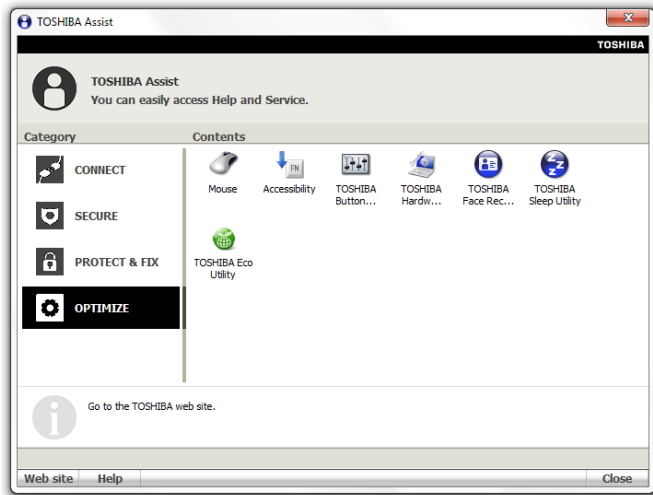 TOSHIBA Assist
TOSHIBA
TOSHIBA Assist
You can easily access Help and Service.
Category
Contents
CONNECT
SECURE
PROTECT & FIX
OPTIMIZE
Mouse
FN
Accessibility
TOSHIBA
Button...
TOSHIBA
Hardw...
TOSHIBA
Face Rec...
TOSHIBA
Sleep Utility
TOSHIBA Eco
Utility
Go to the TOSHIBA web site.
Web site
Help
Close